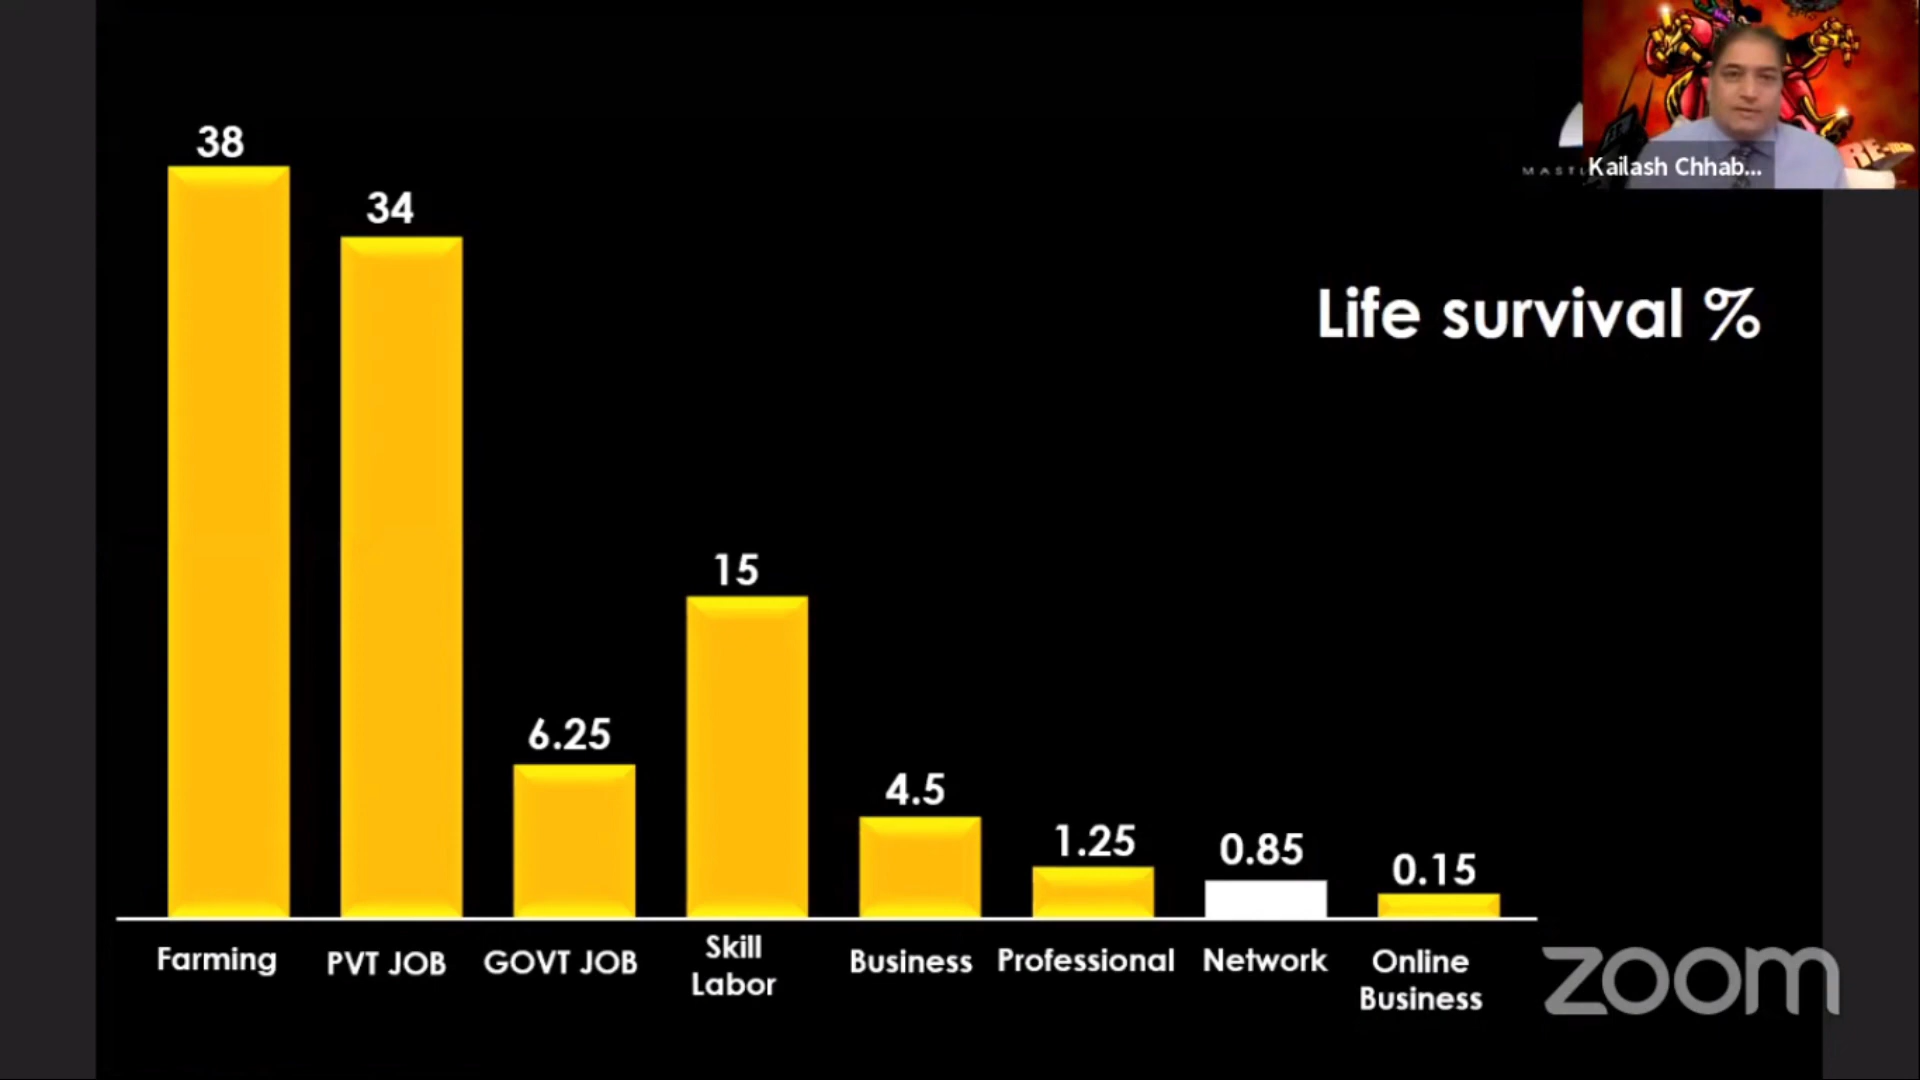 38
34
15
6.25
4.5
1.25
0.85
0.15
Life survival %
Kailash Chhab...
Farming
PVT JOB
GOVT JOB
Skill
Labor
Business
Professional
Network
Online
Business
zoom